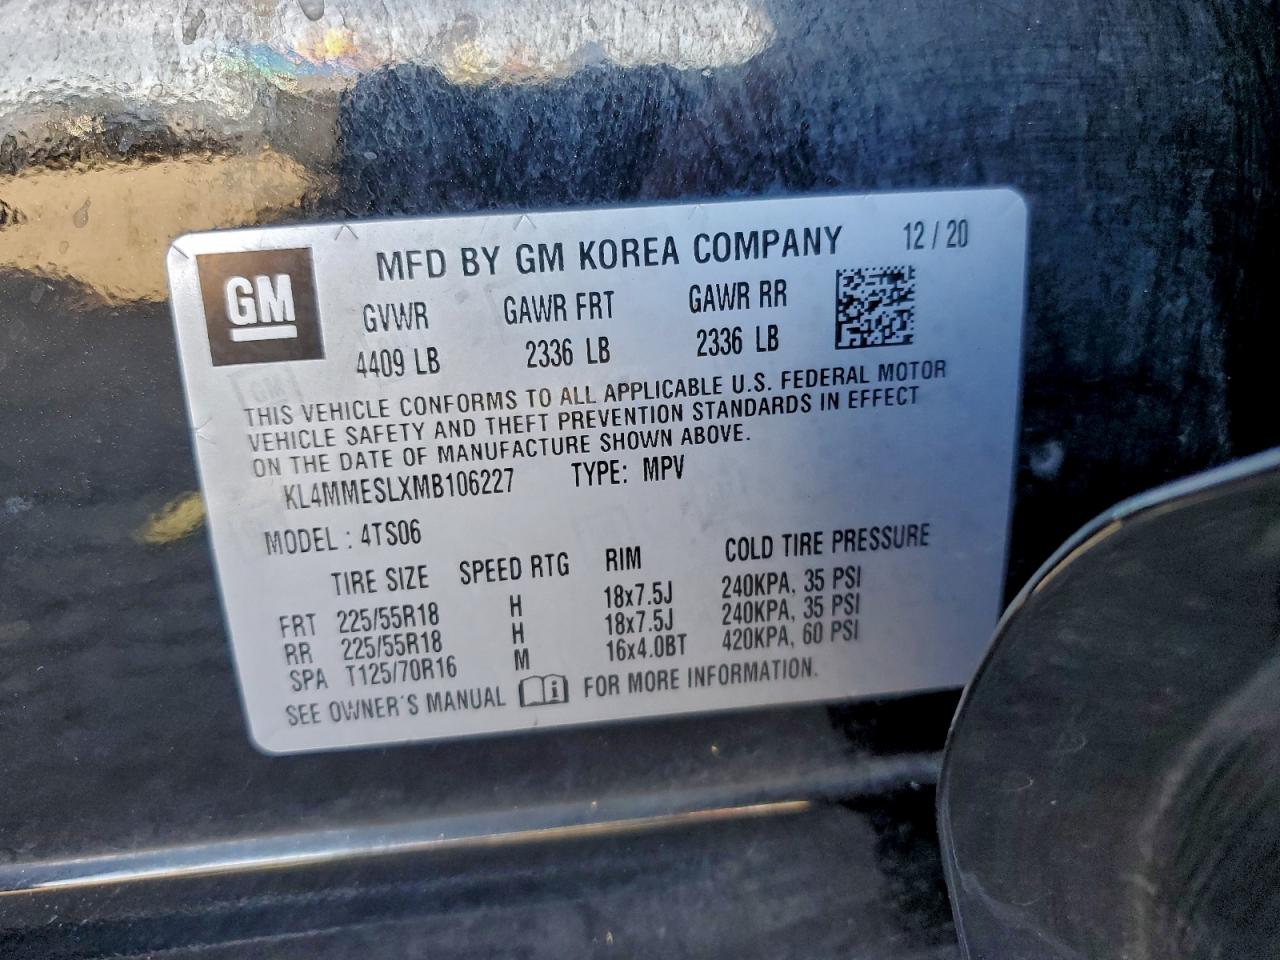 MFD BY GM KOREA COMPANY 12 / 20
GM
GVWR GAWR FRT GAWR RR
4409 LB 2336 LB 2336 LB
THIS VEHICLE CONFORMS TO ALL APPLICABLE U.S. FEDERAL MOTOR
VEHICLE SAFETY AND THEFT PREVENTION STANDARDS IN EFFECT
ON THE DATE OF MANUFACTURE SHOWN ABOVE.
KL4MMESLXMB106227 TYPE: MPV
MODEL : 4TS06
TIRE SIZE SPEED RTG RIM COLD TIRE PRESSURE
FRT 225/55R18 H 18x7.5J 240KPA, 35 PSI
RR 225/55R18 H 18x7.5J 240KPA, 35 PSI
SPA T125/70R16 M 16x4.0BT 420KPA, 60 PSI
SEE OWNER'S MANUAL FOR MORE INFORMATION.